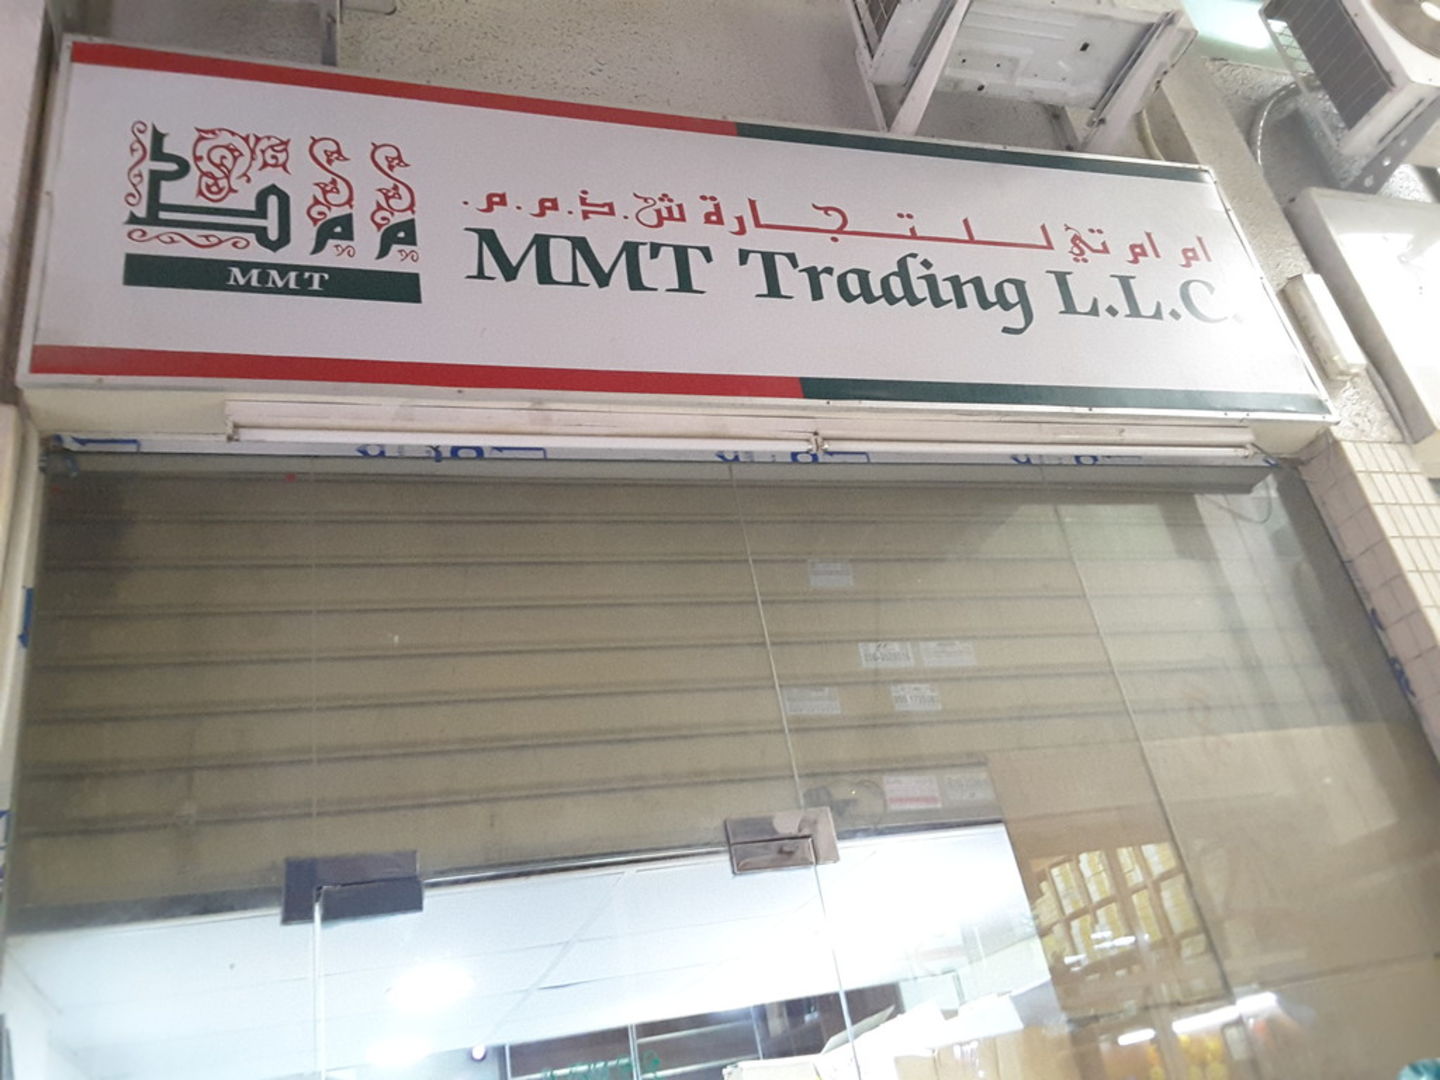 ام ام تي للتجارة ش.ذ.م.م.
MMT Trading L.L.C.
MMT